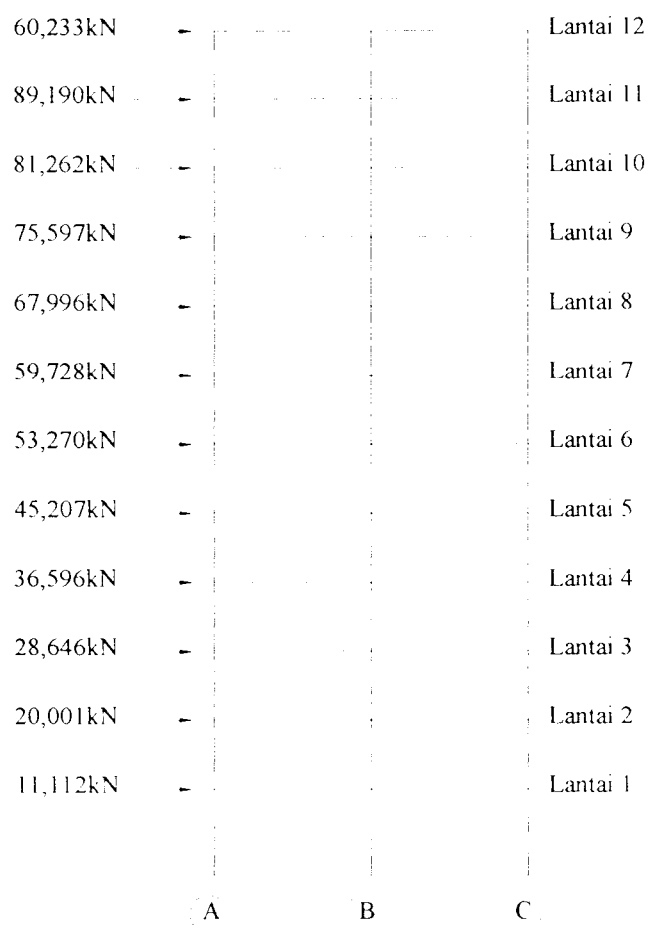 60,233kN Lantai 12
89,190kN Lantai 11
81,262kN Lantai 10
75,597kN Lantai 9
67,996kN Lantai 8
59,728kN Lantai 7
53,270kN Lantai 6
45,207kN Lantai 5
36,596kN Lantai 4
28,646kN Lantai 3
20,001kN Lantai 2
11,112kN Lantai 1
A B C